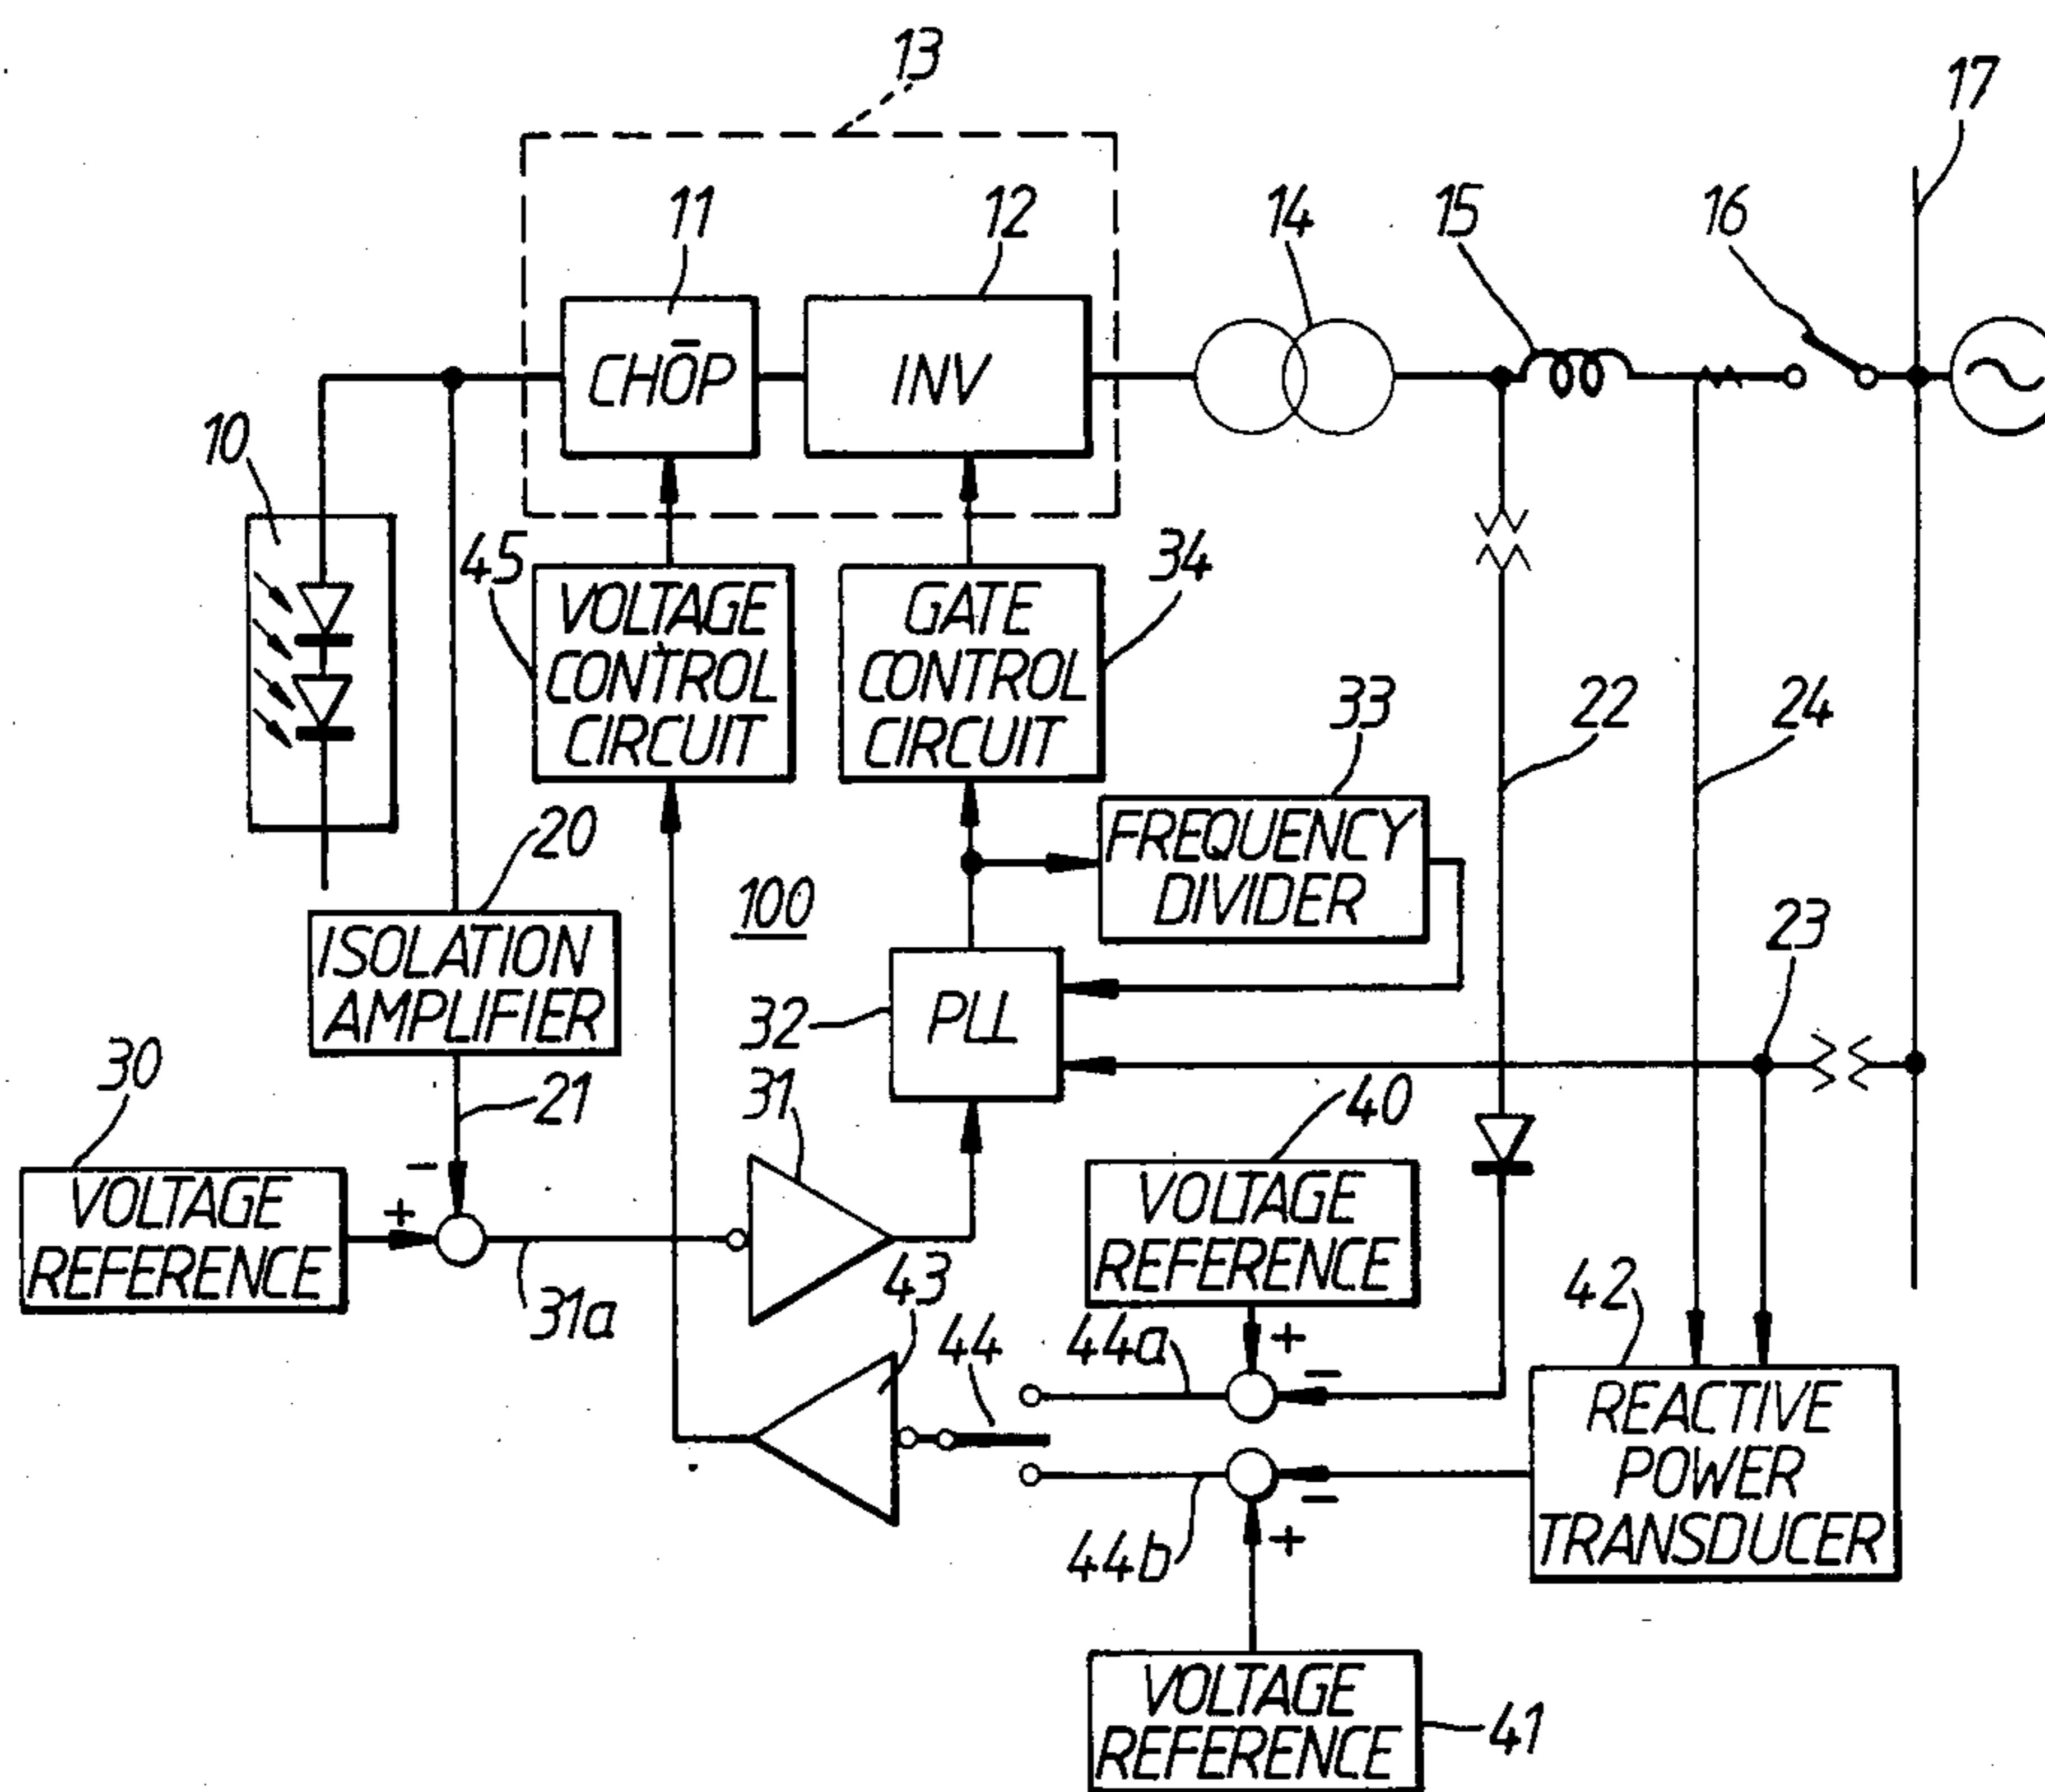 13
17
11
12
14
15
16
CHŌP
INV
10
45
34
VOLTAGE
CONTROL
CIRCUIT
GATE
CONTROL
CIRCUIT
33
22
24
20
100
FREQUENCY
DIVIDER
23
ISOLATION
AMPLIFIER
32
PLL
30
21
31
40
VOLTAGE
REFERENCE
-
+
31a
VOLTAGE
REFERENCE
43
44
44a
+
-
42
REACTIVE
POWER
TRANSDUCER
44b
-
+
VOLTAGE
REFERENCE
41